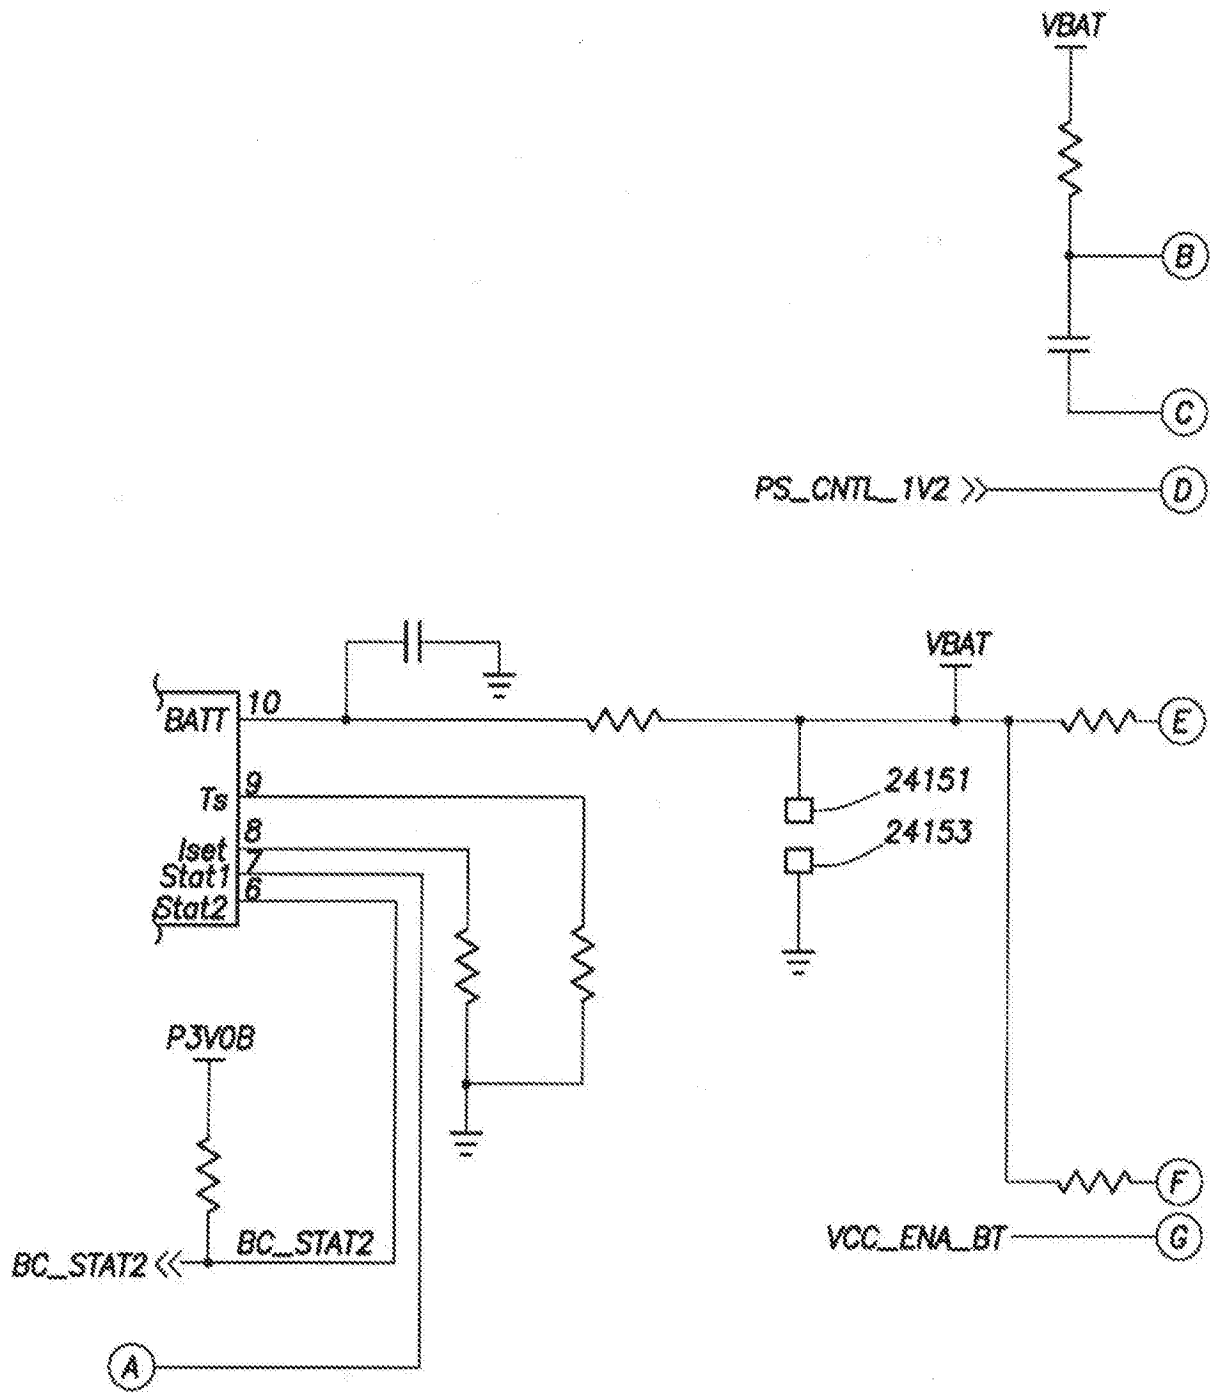 VBAT
B
C
PS_CNTL_1V2
D
VBAT
10
BATT
E
9
Ts
24151
8
24153
Iset
7
Stat1
6
Stat2
P3V0B
F
VCC_ENA_BT
G
BC_STAT2
BC_STAT2
A